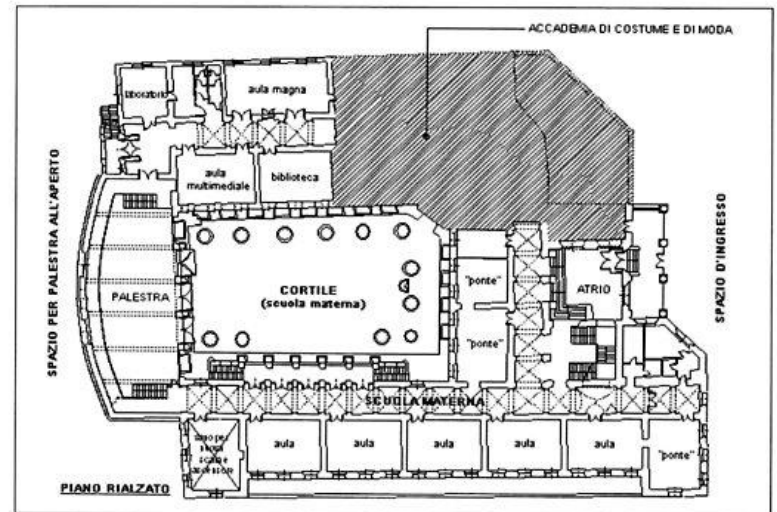 ACCADEMIA DI COSTUME E DI MODA
laboratorio
aula magna
aula
multimediale
biblioteca
SPAZIO PER PALESTRA ALL'APERTO
PALESTRA
CORTILE
(scuola materna)
"ponte"
"ponte"
ATRIO
SPAZIO D'INGRESSO
SCUOLA MATERNA
aula
aula
aula
aula
aula
"ponte"
PIANO RIALZATO